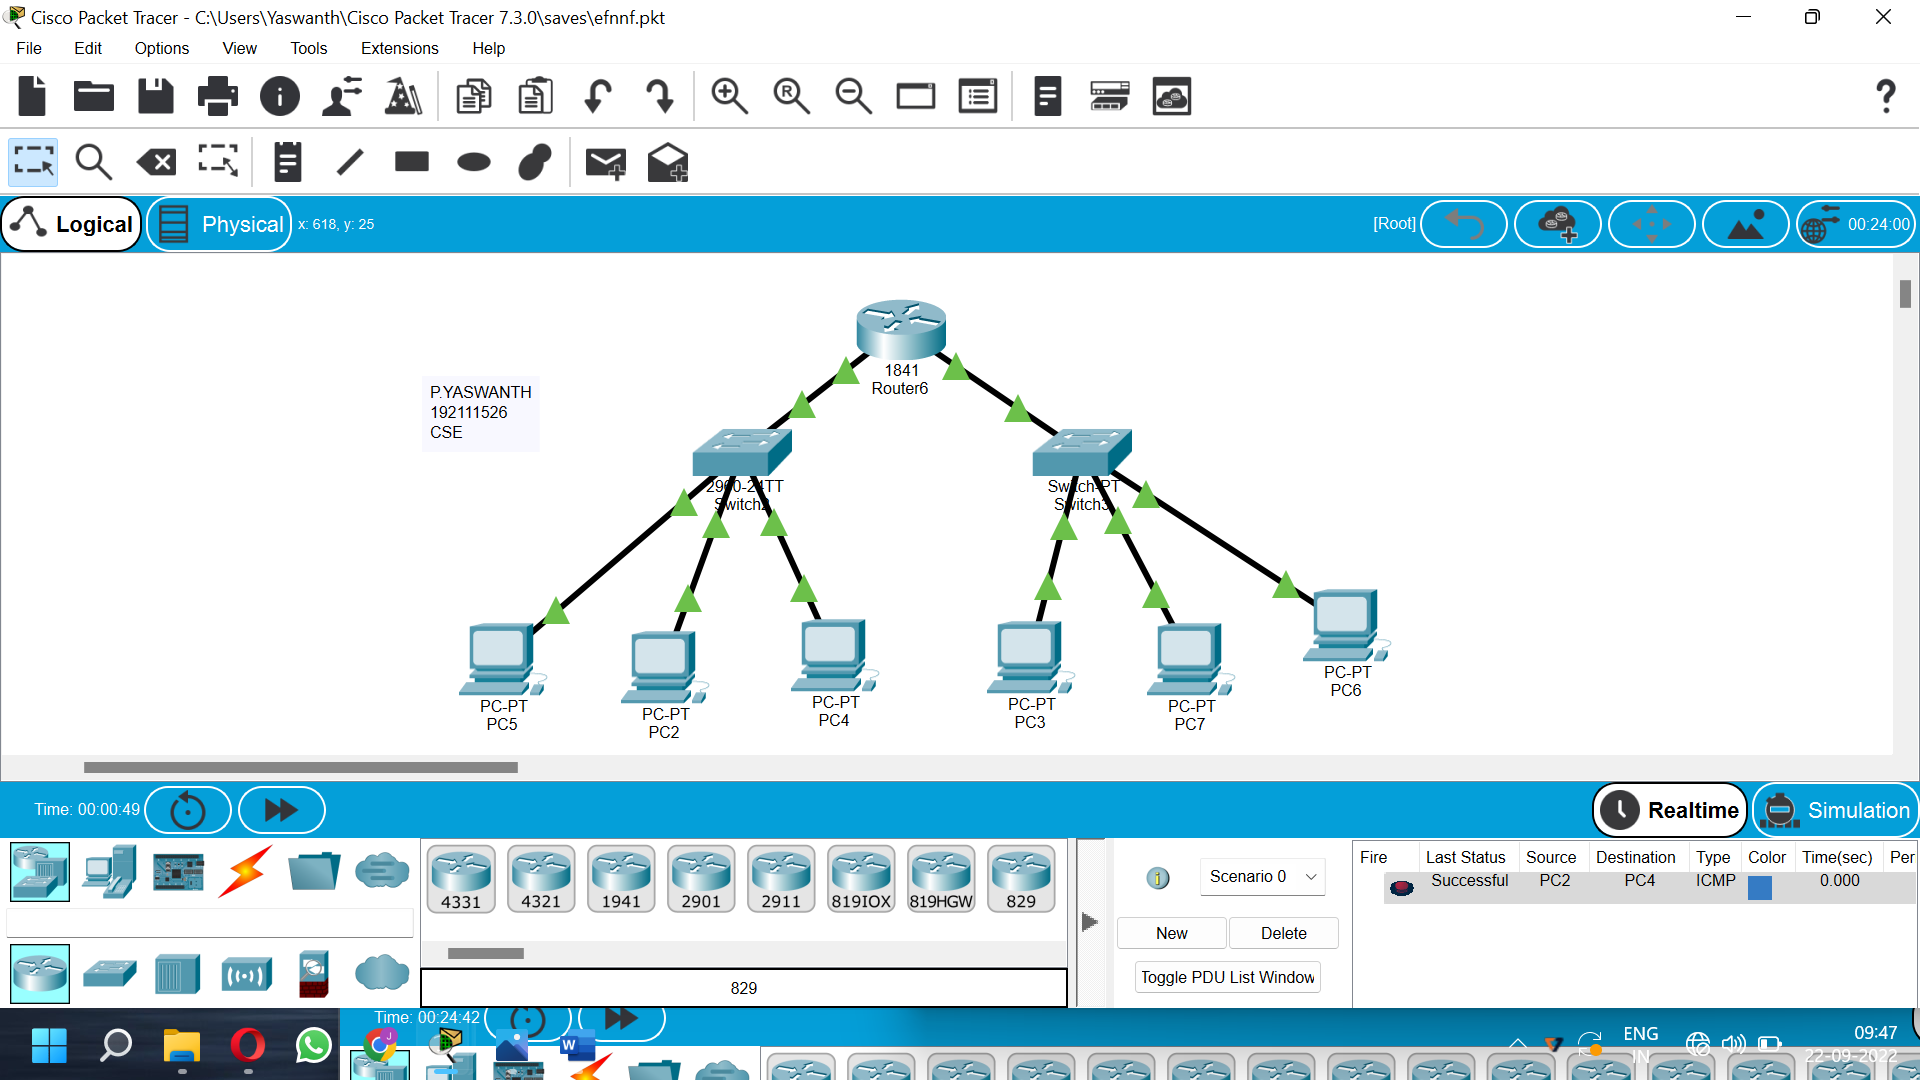 Cisco Packet Tracer - C:\Users\Yaswanth\Cisco Packet Tracer 7.3.0\saves\efnnf.pkt
File Edit Options View Tools Extensions Help
Logical Physical x: 618, y: 25 [Root] 00:24:00
1841
Router6
P.YASWANTH
192111526
CSE
2960-24TT
Switch2
Switch-PT
Switch3
PC-PT
PC5
PC-PT
PC2
PC-PT
PC4
PC-PT
PC3
PC-PT
PC7
PC-PT
PC6
Time: 00:00:49 Realtime Simulation
4331 4321 1941 2901 2911 819IOX 819HGW 829
829
Scenario 0
New Delete
Toggle PDU List Window
Fire Last Status Source Destination Type Color Time(sec) Per
Successful PC2 PC4 ICMP 0.000
Time: 00:24:42
ENG
IN
09:47
22-09-2022